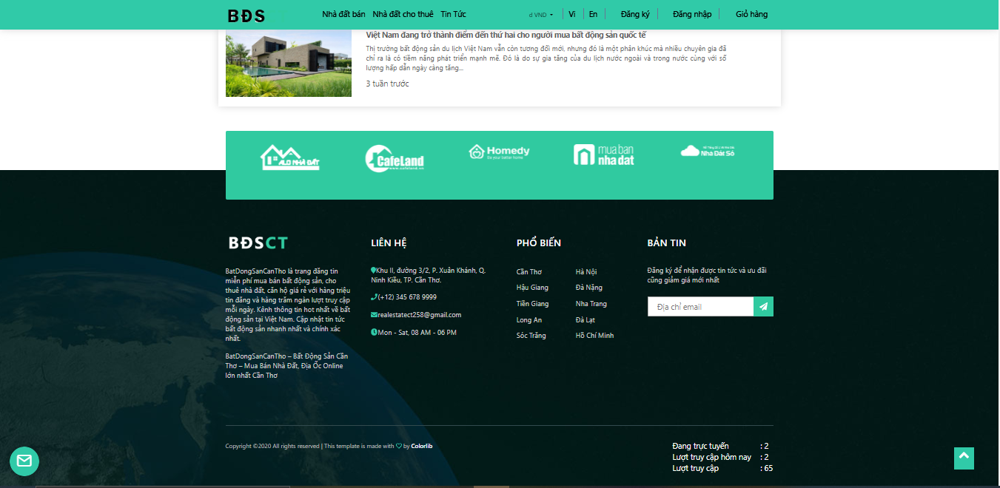 BĐS
Nhà đất bán Nhà đất cho thuê Tin Tức
đ VND Vi En Đăng ký Đăng nhập Giỏ hàng
Việt Nam đang trở thành điểm đến thứ hai cho người mua bất động sản quốc tế
Thị trường bất động sản du lịch Việt Nam vẫn còn tương đối mới, nhưng đó là một phân khúc mà nhiều chuyên gia đã
chỉ ra là có tiềm năng phát triển mạnh mẽ. Đó là do sự gia tăng của du lịch nước ngoài và trong nước cùng với số
lượng hấp dẫn ngày càng tăng...
3 tuần trước
ALO NHÀ ĐẤT
CafeLand
www.cafeland.vn
Homedy
Be your better home
mua ban
nha dat
Nhà Đất Số
BĐSCT
BatDongSanCanTho là trang đăng tin
miễn phí mua bán bất động sản, cho
thuê nhà đất, căn hộ giá rẻ với hàng triệu
tin đăng và hàng trăm ngàn lượt truy cập
mỗi ngày. Kênh thông tin hot nhất về bất
động sản tại Việt Nam. Cập nhật tin tức
bất động sản nhanh nhất và chính xác
nhất.
BatDongSanCanTho – Bất Động Sản Cần
Thơ – Mua Bán Nhà Đất, Địa Ốc Online
lớn nhất Cần Thơ
LIÊN HỆ
Khu II, đường 3/2, P. Xuân Khánh, Q.
Ninh Kiều, TP. Cần Thơ.
(+12) 345 678 9999
realestatect258@gmail.com
Mon - Sat, 08 AM - 06 PM
PHỔ BIẾN
Cần Thơ Hà Nội
Hậu Giang Đà Nẵng
Tiền Giang Nha Trang
Long An Đà Lạt
Sóc Trăng Hồ Chí Minh
BẢN TIN
Đăng ký để nhận được tin tức và ưu đãi
cũng giảm giá mới nhất
Địa chỉ email
Copyright ©2020 All rights reserved | This template is made with ♡ by Colorlib
Đang trực tuyến : 2
Lượt truy cập hôm nay : 2
Lượt truy cập : 65